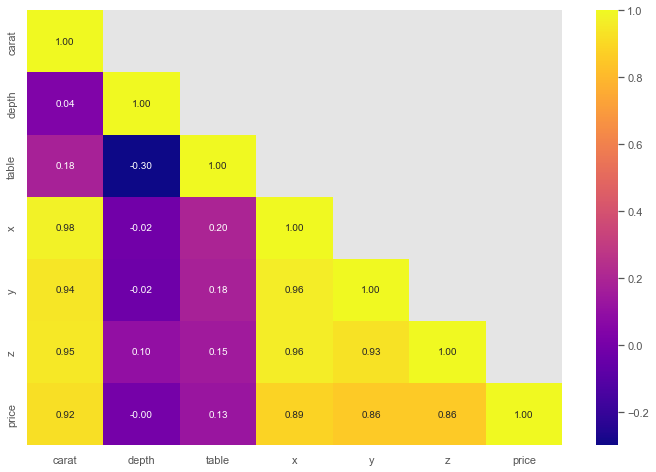 carat 1.00
depth 0.04 1.00
table 0.18 -0.30 1.00
x 0.98 -0.02 0.20 1.00
y 0.94 -0.02 0.18 0.96 1.00
z 0.95 0.10 0.15 0.96 0.93 1.00
price 0.92 -0.00 0.13 0.89 0.86 0.86 1.00
carat depth table x y z price
1.0
0.8
0.6
0.4
0.2
0.0
−0.2